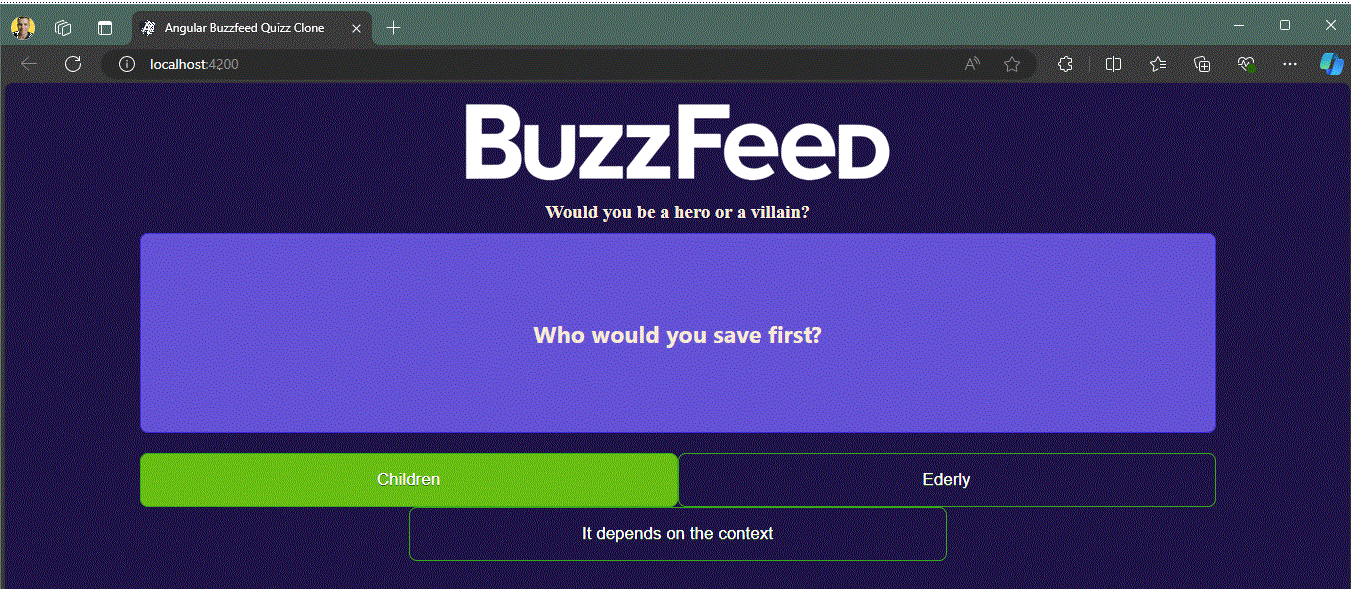 Angular Buzzfeed Quizz Clone
localhost:4200
BuzzFeed
Would you be a hero or a villain?
Who would you save first?
Children
Ederly
It depends on the context